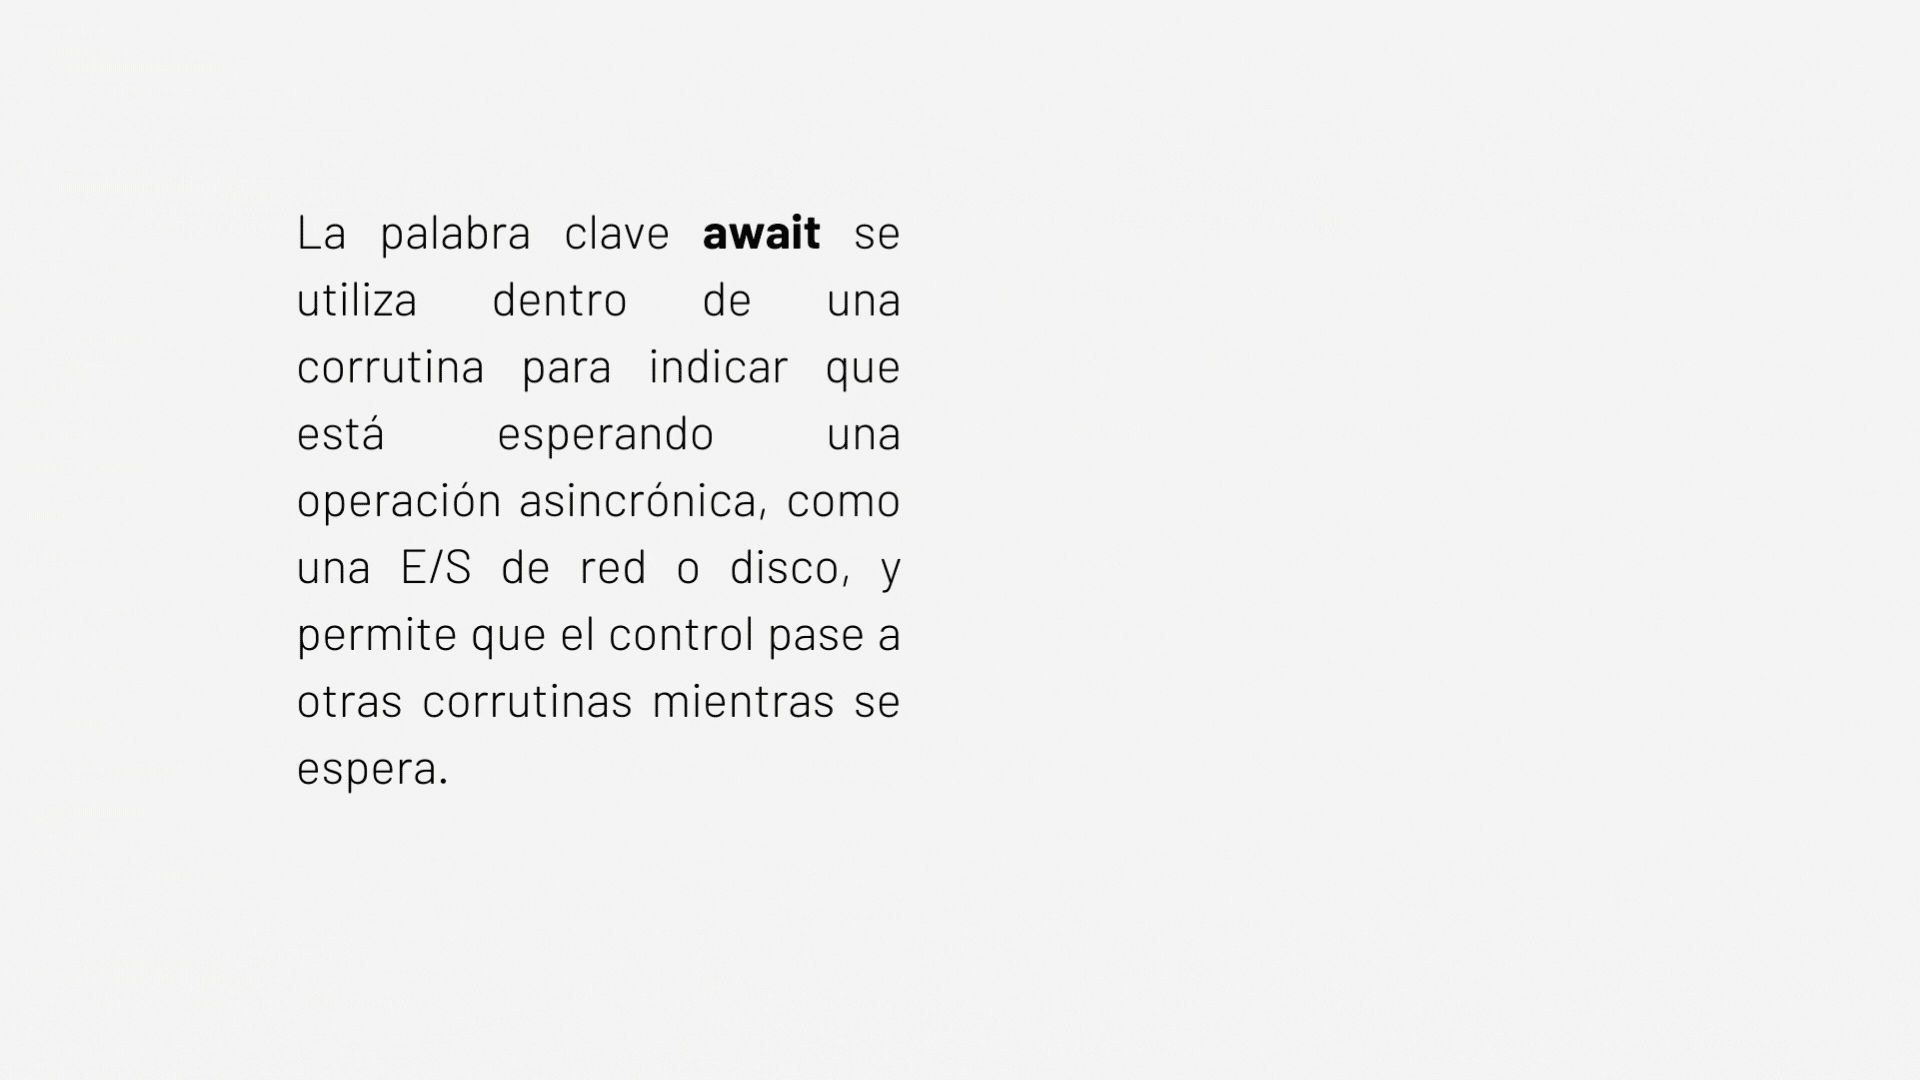 La palabra clave await se
utiliza dentro de una
corrutina para indicar que
está esperando una
operación asincrónica, como
una E/S de red o disco, y
permite que el control pase a
otras corrutinas mientras se
espera.